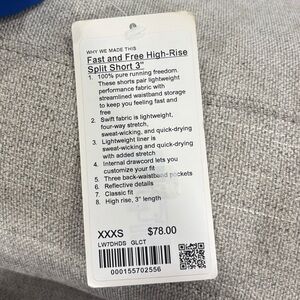 WHY WE MADE THIS
Fast and Free High-Rise
Split Short 3"
1. 100% pure running freedom.
These shorts pair lightweight
performance fabric with
streamlined waistband storage
to keep you feeling fast and
free
2. Swift fabric is lightweight,
four-way stretch,
sweat-wicking, and quick-drying
3. Lightweight liner is
sweat-wicking and quick-drying
with added stretch
4. Internal drawcord lets you
customize your fit
5. Three back-waistband pockets
6. Reflective details
7. Classic fit
8. High rise, 3" length
XXXS $78.00
LW7DHDS GLCT
000155702556